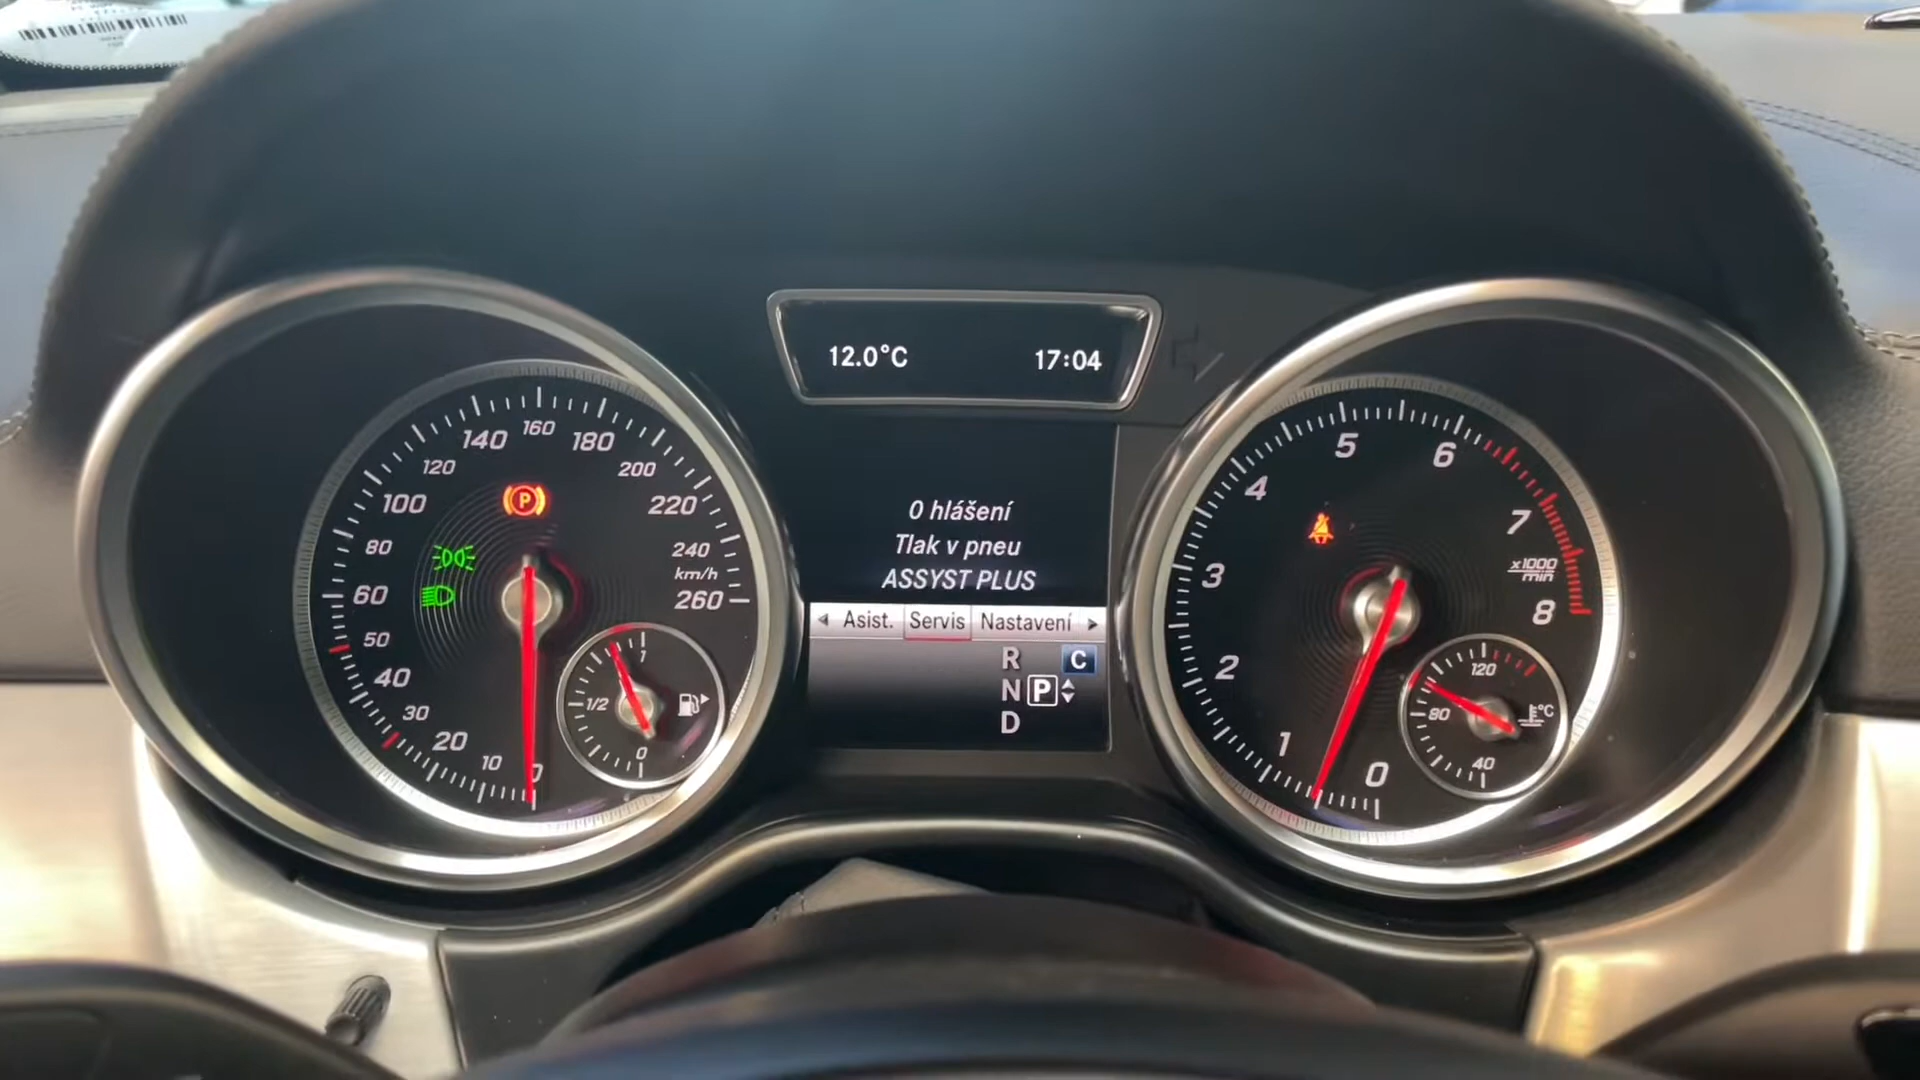 12.0°C 17:04
160
140 180
120 200
100 220
80 240
km/h
60 260
50
40
30
20
10
0
1
1/2
0
P
0 hlášení
Tlak v pneu
ASSYST PLUS
Asist. Servis Nastavení
R C
N P
D
5
4 6
7
3 x1000
min
8
2
1 0
120
80 °C
40